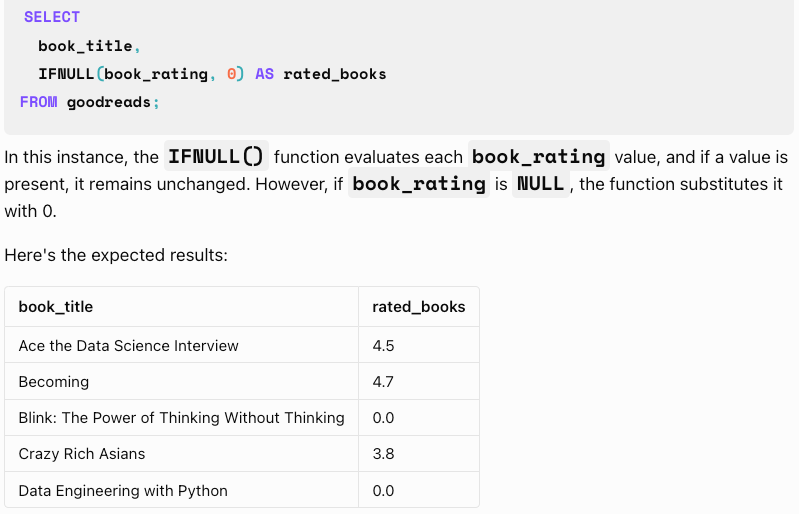 SELECT
book_title,
IFNULL(book_rating, 0) AS rated_books
FROM goodreads;
In this instance, the IFNULL() function evaluates each book_rating value, and if a value is
present, it remains unchanged. However, if book_rating is NULL, the function substitutes it
with 0.
Here's the expected results:
book_title rated_books
Ace the Data Science Interview 4.5
Becoming 4.7
Blink: The Power of Thinking Without Thinking 0.0
Crazy Rich Asians 3.8
Data Engineering with Python 0.0